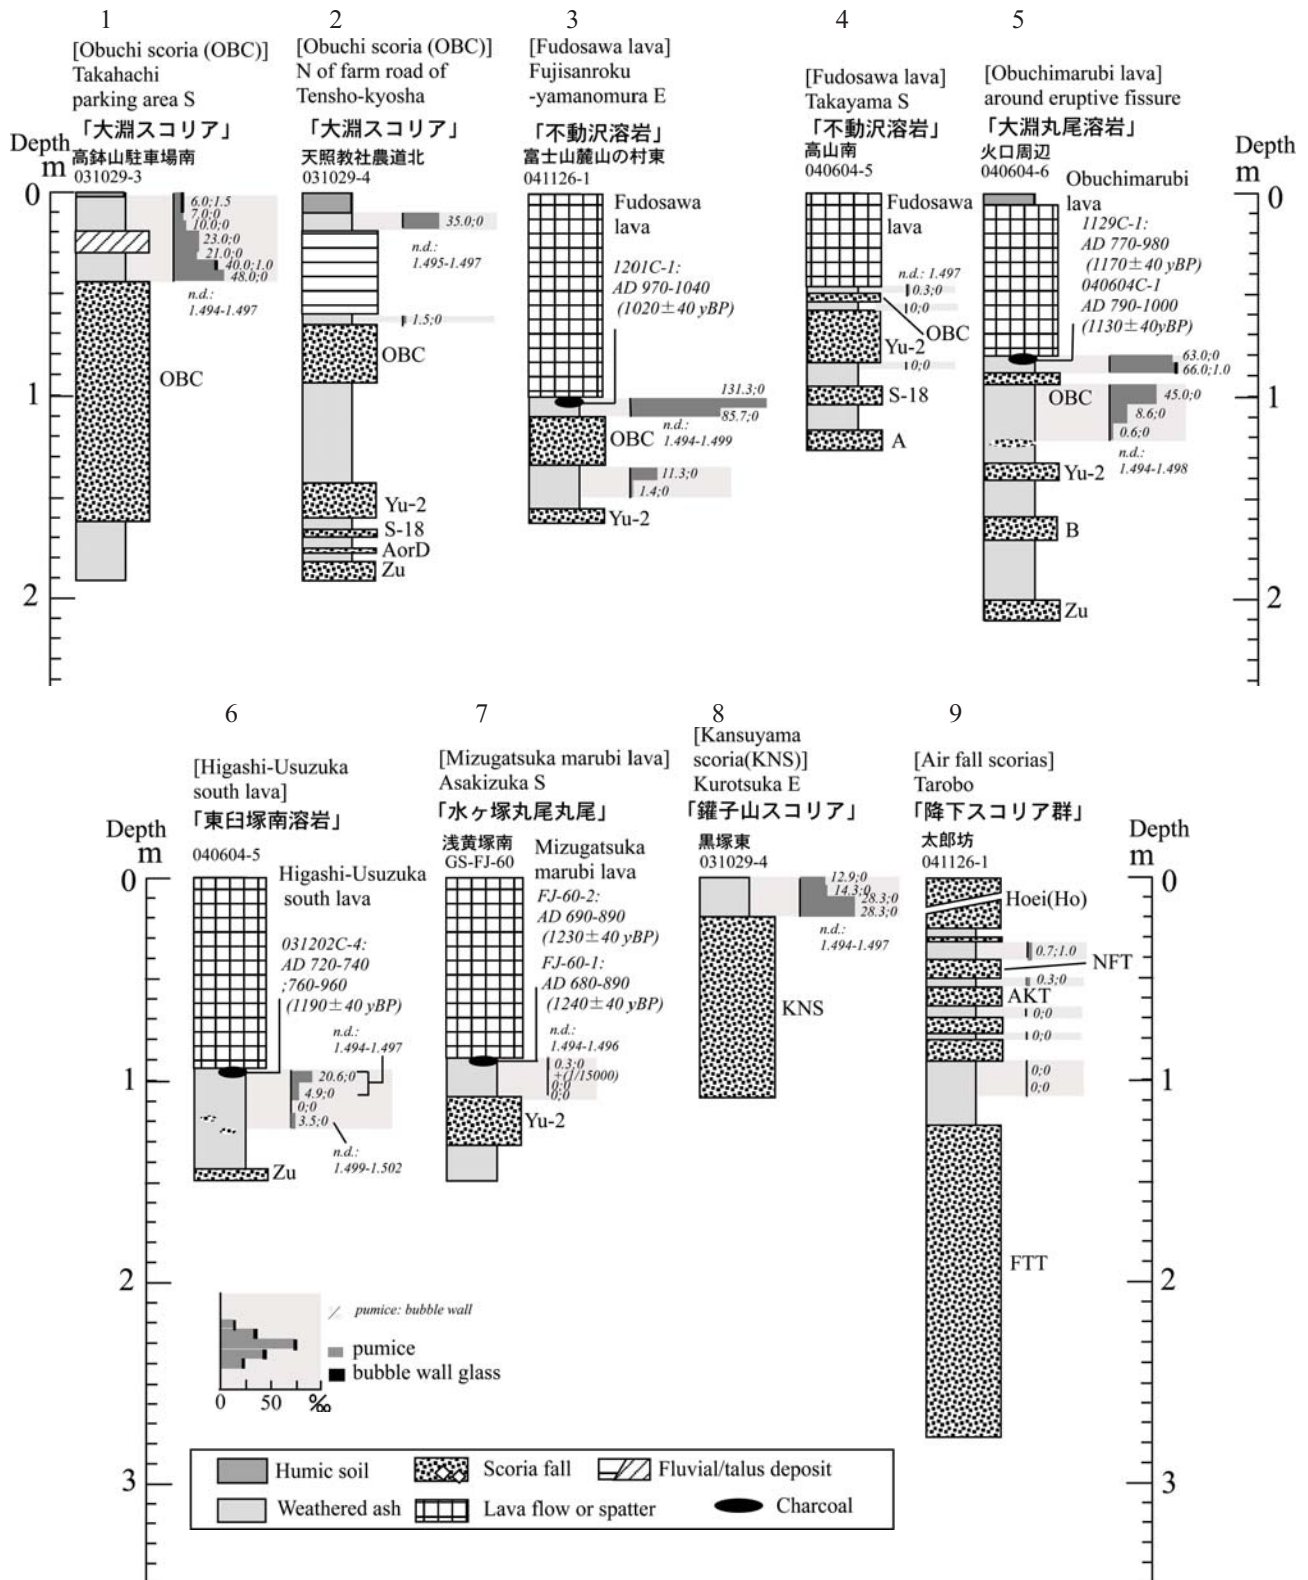 1
[Obuchi scoria (OBC)]
Takahachi
parking area S
「大淵スコリア」
高鉢山駐車場南
031029-3
6.0;1.5
7.0;0
10.0;0
23.0;0
21.0;0
40.0;1.0
48.0;0
n.d.:
1.494-1.497
OBC
2
[Obuchi scoria (OBC)]
N of farm road of
Tensho-kyosha
「大淵スコリア」
天照教社農道北
031029-4
35.0;0
n.d.:
1.495-1.497
1.5;0
OBC
Yu-2
S-18
AorD
Zu
3
[Fudosawa lava]
Fujisanroku
-yamanomura E
「不動沢溶岩」
富士山麓山の村東
041126-1
Fudosawa
lava
1201C-1:
AD 970-1040
(1020±40 yBP)
131.3;0
85.7;0
n.d.:
1.494-1.499
OBC
11.3;0
1.4;0
Yu-2
4
[Fudosawa lava]
Takayama S
「不動沢溶岩」
高山南
040604-5
Fudosawa
lava
n.d.: 1.497
0.3;0
0;0
OBC
Yu-2
0;0
S-18
A
5
[Obuchimarubi lava]
around eruptive fissure
「大淵丸尾溶岩」
火口周辺
040604-6
Obuchimarubi
lava
1129C-1:
AD 770-980
(1170±40 yBP)
040604C-1
AD 790-1000
(1130±40yBP)
63.0;0
66.0;1.0
OBC
45.0;0
8.6;0
0.6;0
n.d.:
1.494-1.498
Yu-2
B
Zu
Depth
m
0
1
2
Depth
m
0
1
2
6
[Higashi-Usuzuka
south lava]
「東臼塚南溶岩」
040604-5
Higashi-Usuzuka
south lava
031202C-4:
AD 720-740
;760-960
(1190±40 yBP)
n.d.:
1.494-1.497
20.6;0
4.9;0
0;0
3.5;0
n.d.:
1.499-1.502
Zu
7
[Mizugatsuka marubi lava]
Asakizuka S
「水ヶ塚丸尾丸尾」
浅黄塚南
GS-FJ-60
Mizugatsuka
marubi lava
FJ-60-2:
AD 690-890
(1230±40 yBP)
FJ-60-1:
AD 680-890
(1240±40 yBP)
n.d.:
1.494-1.496
0.3;0
+(1/15000)
0;0
0;0
Yu-2
8
[Kansuyama
scoria(KNS)]
Kurotsuka E
「鑵子山スコリア」
黒塚東
031029-4
12.9;0
14.3;0
28.3;0
28.3;0
n.d.:
1.494-1.497
KNS
9
[Air fall scorias]
Tarobo
「降下スコリア群」
太郎坊
041126-1
Hoei(Ho)
0.7;1.0
NFT
0.3;0
AKT
0;0
0;0
0;0
0;0
FTT
Depth
m
0
1
2
3
Depth
m
0
1
2
3
pumice: bubble wall
pumice
bubble wall glass
0 50 ‰
Humic soil
Scoria fall
Fluvial/talus deposit
Weathered ash
Lava flow or spatter
Charcoal